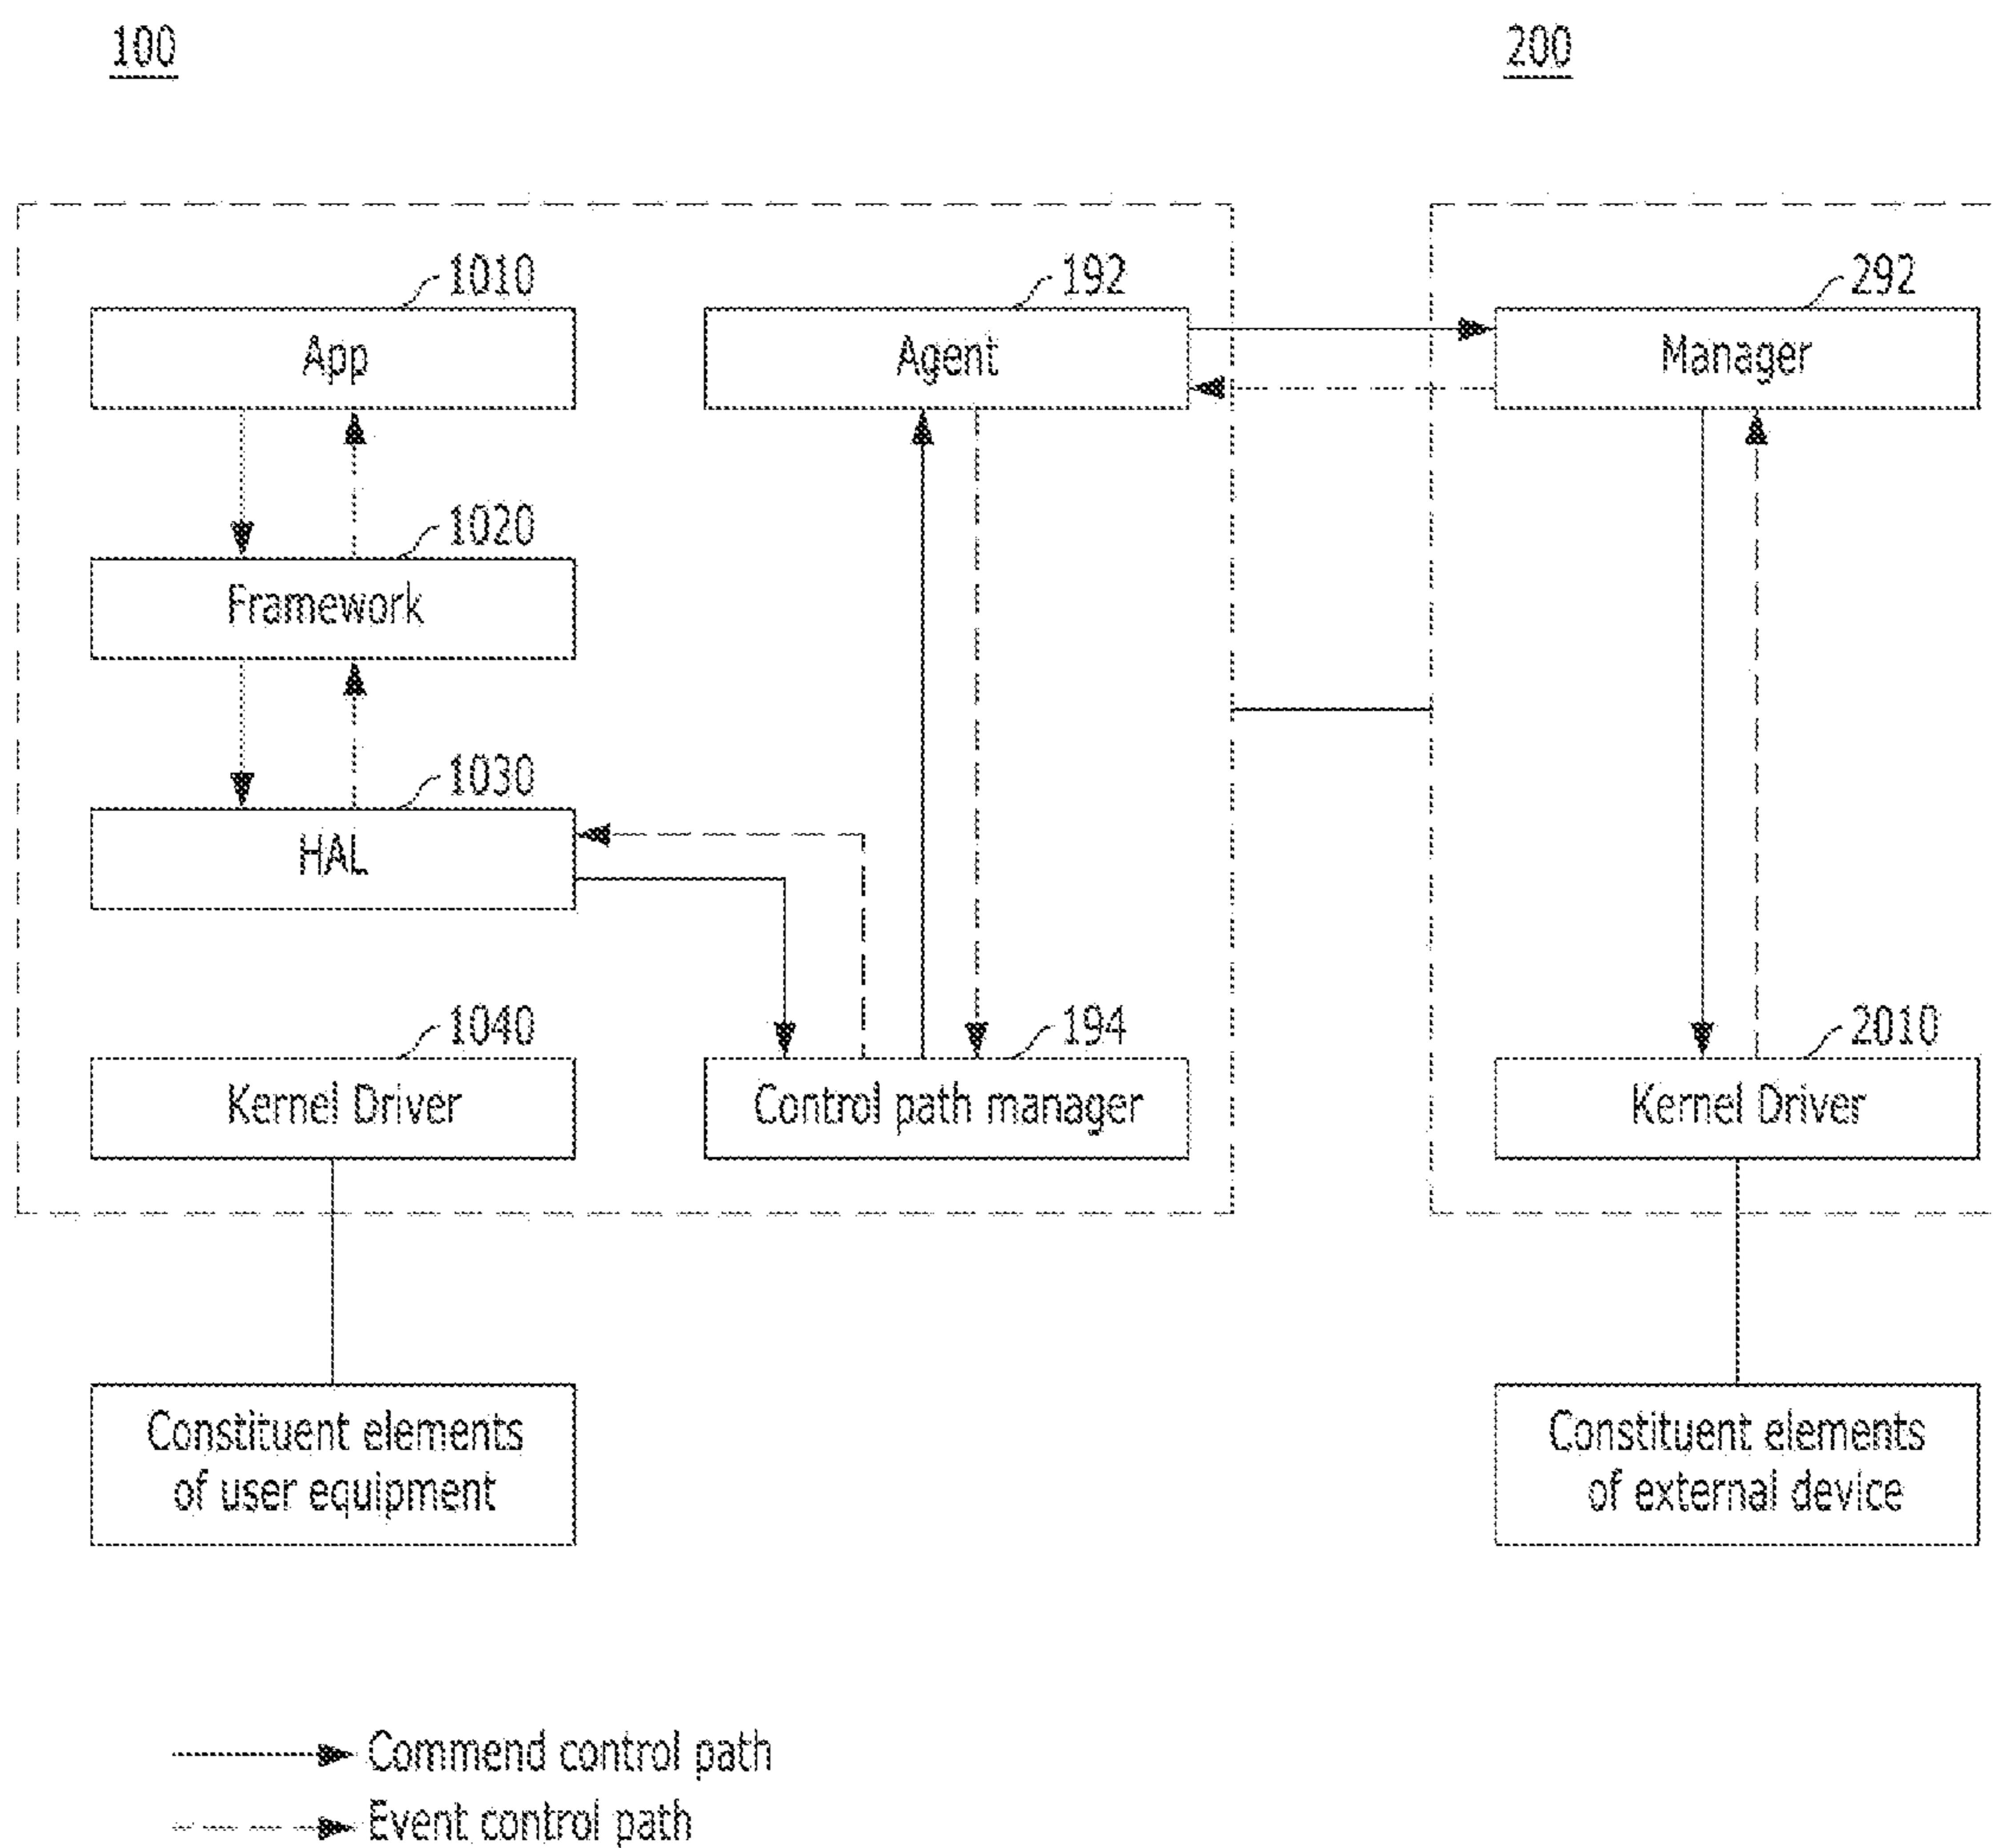 100
200
1010
192
292
App
Agent
Manager
1020
Framework
1030
HAL
1040
194
2010
Kernel Driver
Control path manager
Kernel Driver
Constituent elements
of user equipment
Constituent elements
of external device
Commend control path
Event control path